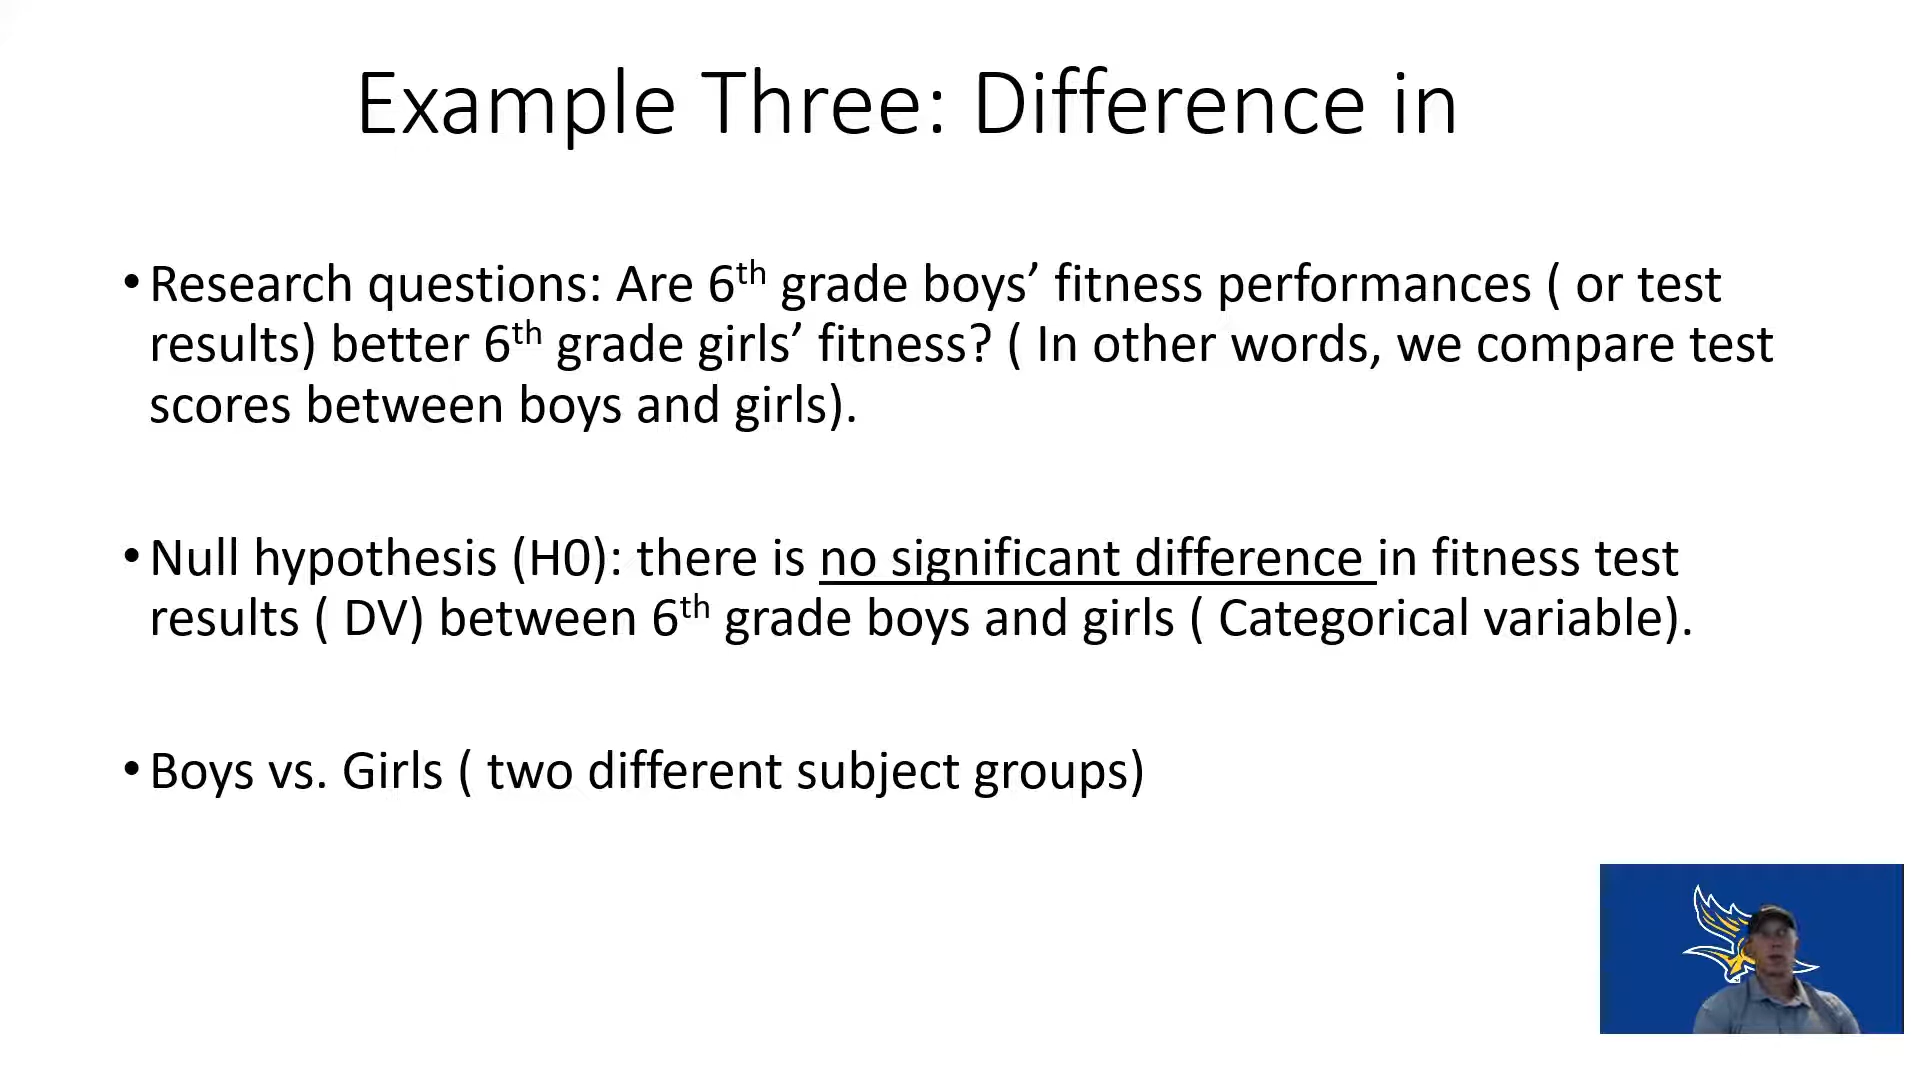 Example Three: Difference in
•Research questions: Are 6th grade boys’ fitness performances ( or test
results) better 6th grade girls’ fitness? ( In other words, we compare test
scores between boys and girls).
•Null hypothesis (H0): there is no significant difference in fitness test
results ( DV) between 6th grade boys and girls ( Categorical variable).
•Boys vs. Girls ( two different subject groups)